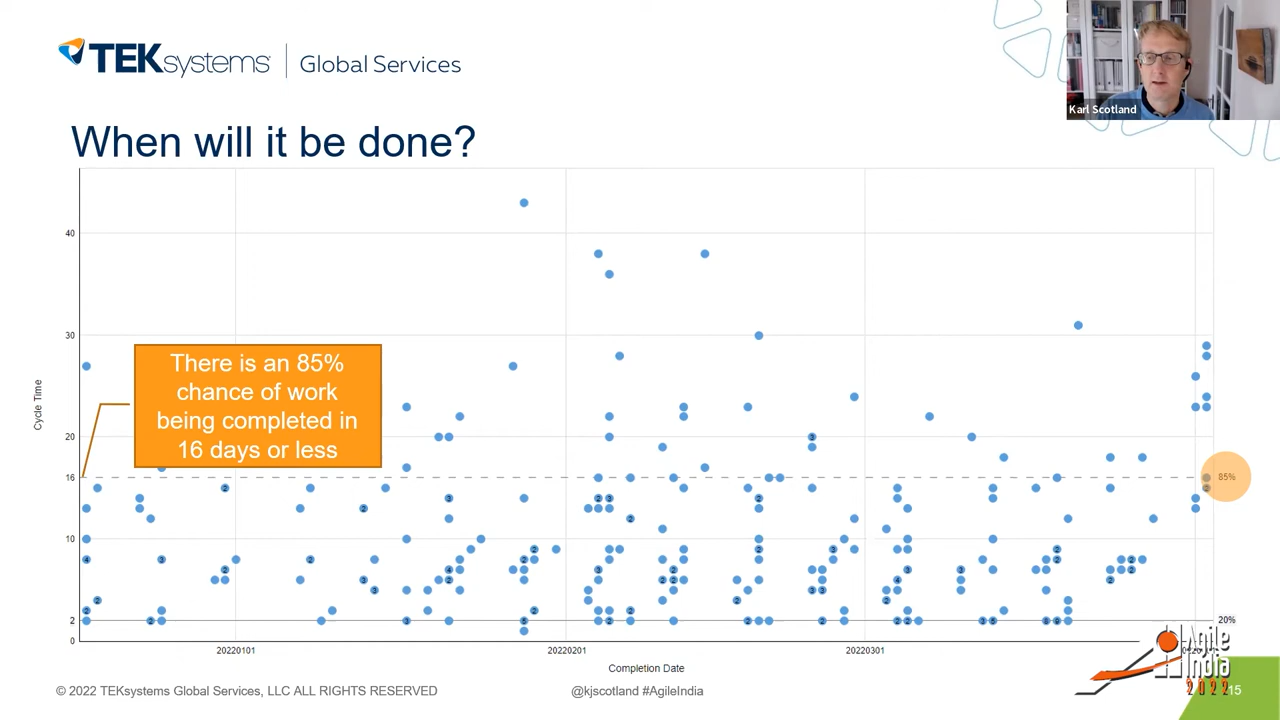 TEKsystems Global Services
Karl Scotland
When will it be done?
There is an 85%
chance of work
being completed in
16 days or less
Cycle Time
40
30
20
16
10
2
0
85%
20%
20220101
20220201
20220301
Completion Date
© 2022 TEKsystems Global Services, LLC ALL RIGHTS RESERVED
@kjscotland #AgileIndia
Agile
India
2022
15